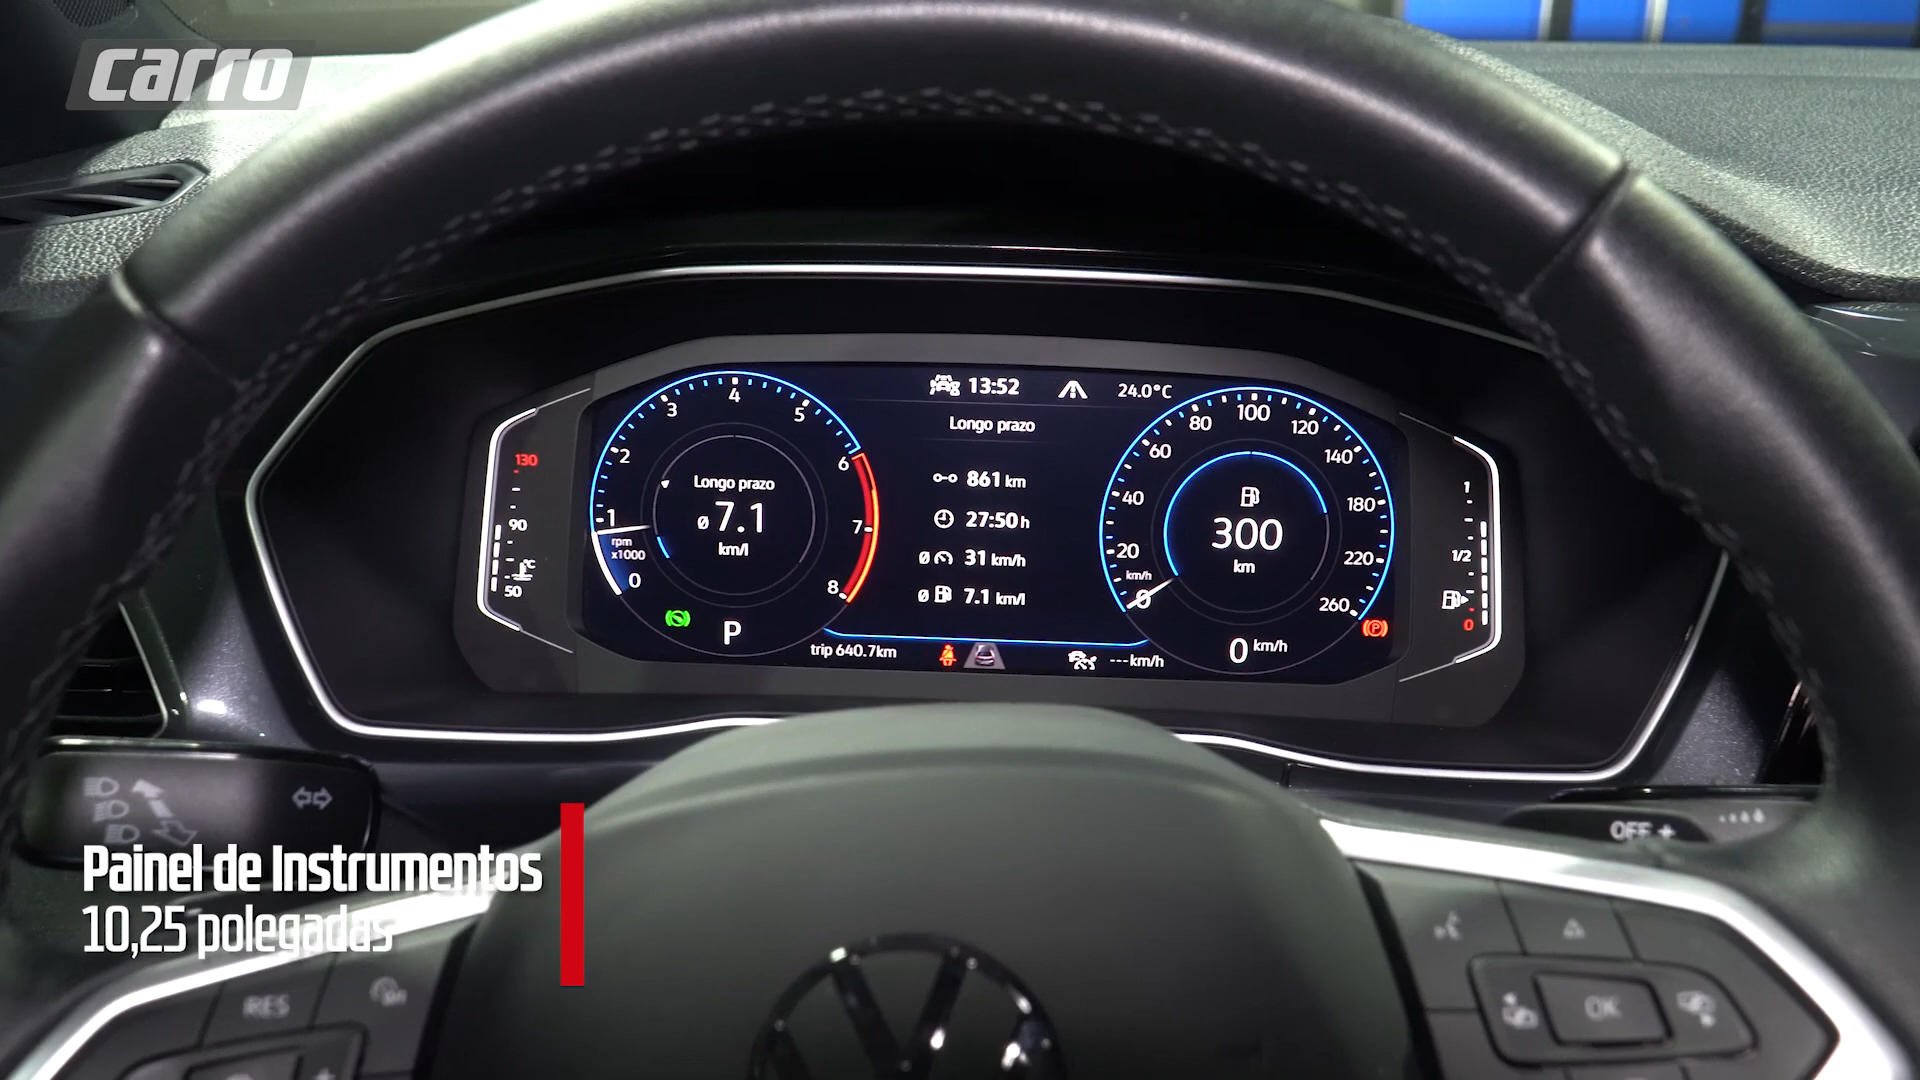 carro
13:52
24.0°C
Longo prazo
861 km
27:50 h
Ø 31 km/h
Ø 7.1 km/l
130
90
°C
50
0
1
2
3
4
5
6
7
8
rpm
x1000
Longo prazo
Ø 7.1
km/l
P
trip 640.7km
--- km/h
0
20
40
60
80
100
120
140
180
220
260
km/h
300
km
0 km/h
P
1
1/2
0
OFF +
Painel de Instrumentos
10,25 polegadas
RES
OK